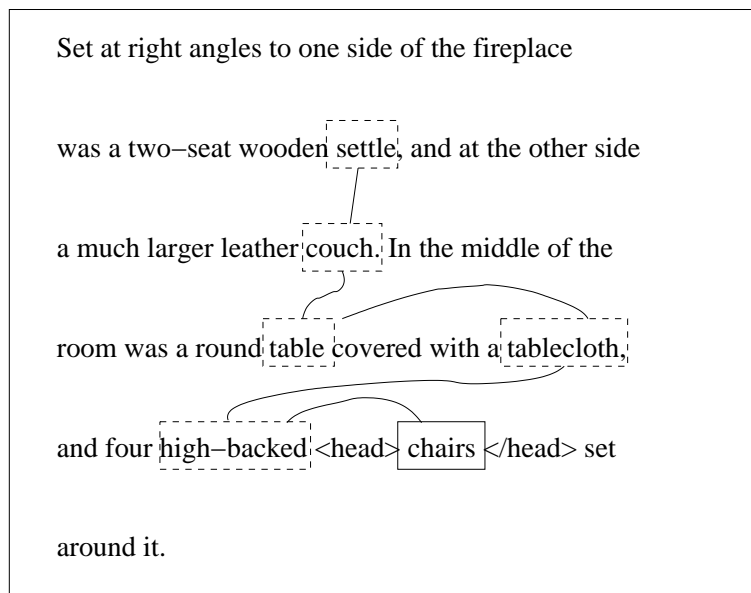 Set at right angles to one side of the fireplace
was a two−seat wooden settle, and at the other side
a much larger leather couch. In the middle of the
room was a round table covered with a tablecloth,
and four high−backed <head> chairs </head> set
around it.